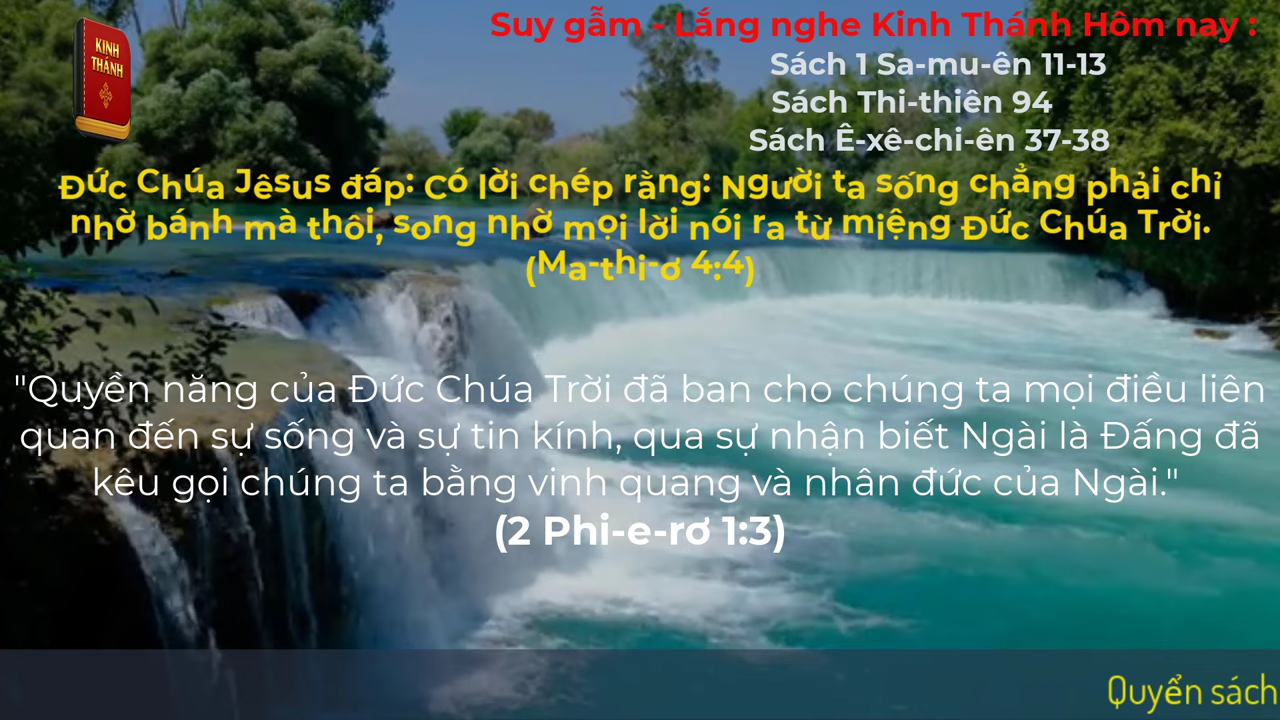 KINH
THÁNH
Suy gẫm - Lắng nghe Kinh Thánh Hôm nay :
Sách 1 Sa-mu-ên 11-13
Sách Thi-thiên 94
Sách Ê-xê-chi-ên 37-38
Đức Chúa Jêsus đáp: Có lời chép rằng: Người ta sống chẳng phải chỉ
nhờ bánh mà thôi, song nhờ mọi lời nói ra từ miệng Đức Chúa Trời.
(Ma-thi-ơ 4:4)
"Quyền năng của Đức Chúa Trời đã ban cho chúng ta mọi điều liên
quan đến sự sống và sự tin kính, qua sự nhận biết Ngài là Đấng đã
kêu gọi chúng ta bằng vinh quang và nhân đức của Ngài."
(2 Phi-e-rơ 1:3)
Quyển sách